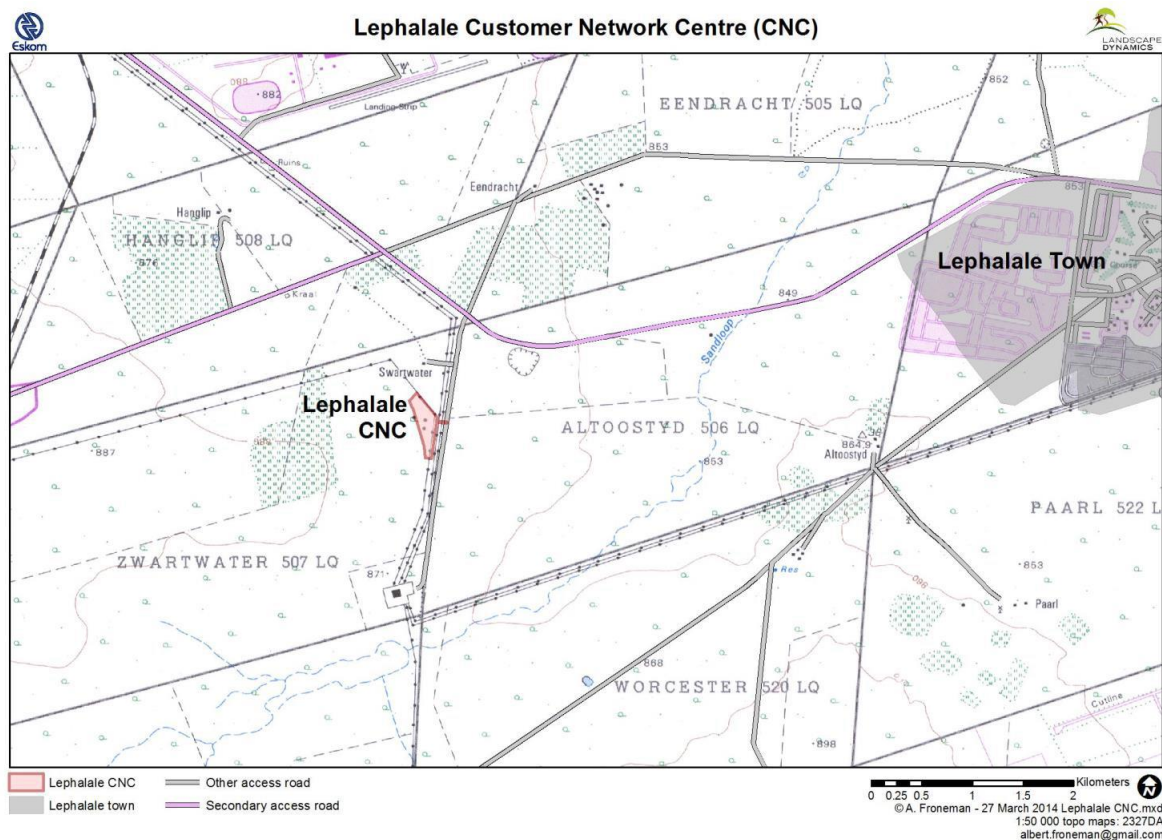 Eskom
Lephalale Customer Network Centre (CNC)
LANDSCAPE
DYNAMICS
882
Landing Strip
852
EENDRACHT 505 LQ
853
Ruins
Eendracht
863
Hanglip
HANGLIP 508 LQ
876
Lephalale Town
Kraal
849
Sandloop
Swartwater
Lephalale
CNC
ALTOOSTYD 506 LQ
864.9
Altoostyd
887
853
PAARL 522 L
ZWARTWATER 507 LQ
871
Res
853
880
Paarl
868
WORCESTER 520 LQ
Cutline
898
Lephalale CNC
Other access road
Lephalale town
Secondary access road
Kilometers
0 0.25 0.5 1 1.5 2
© A. Froneman - 27 March 2014 Lephalale CNC.mxd
1:50 000 topo maps: 2327DA
albert.froneman@gmail.com